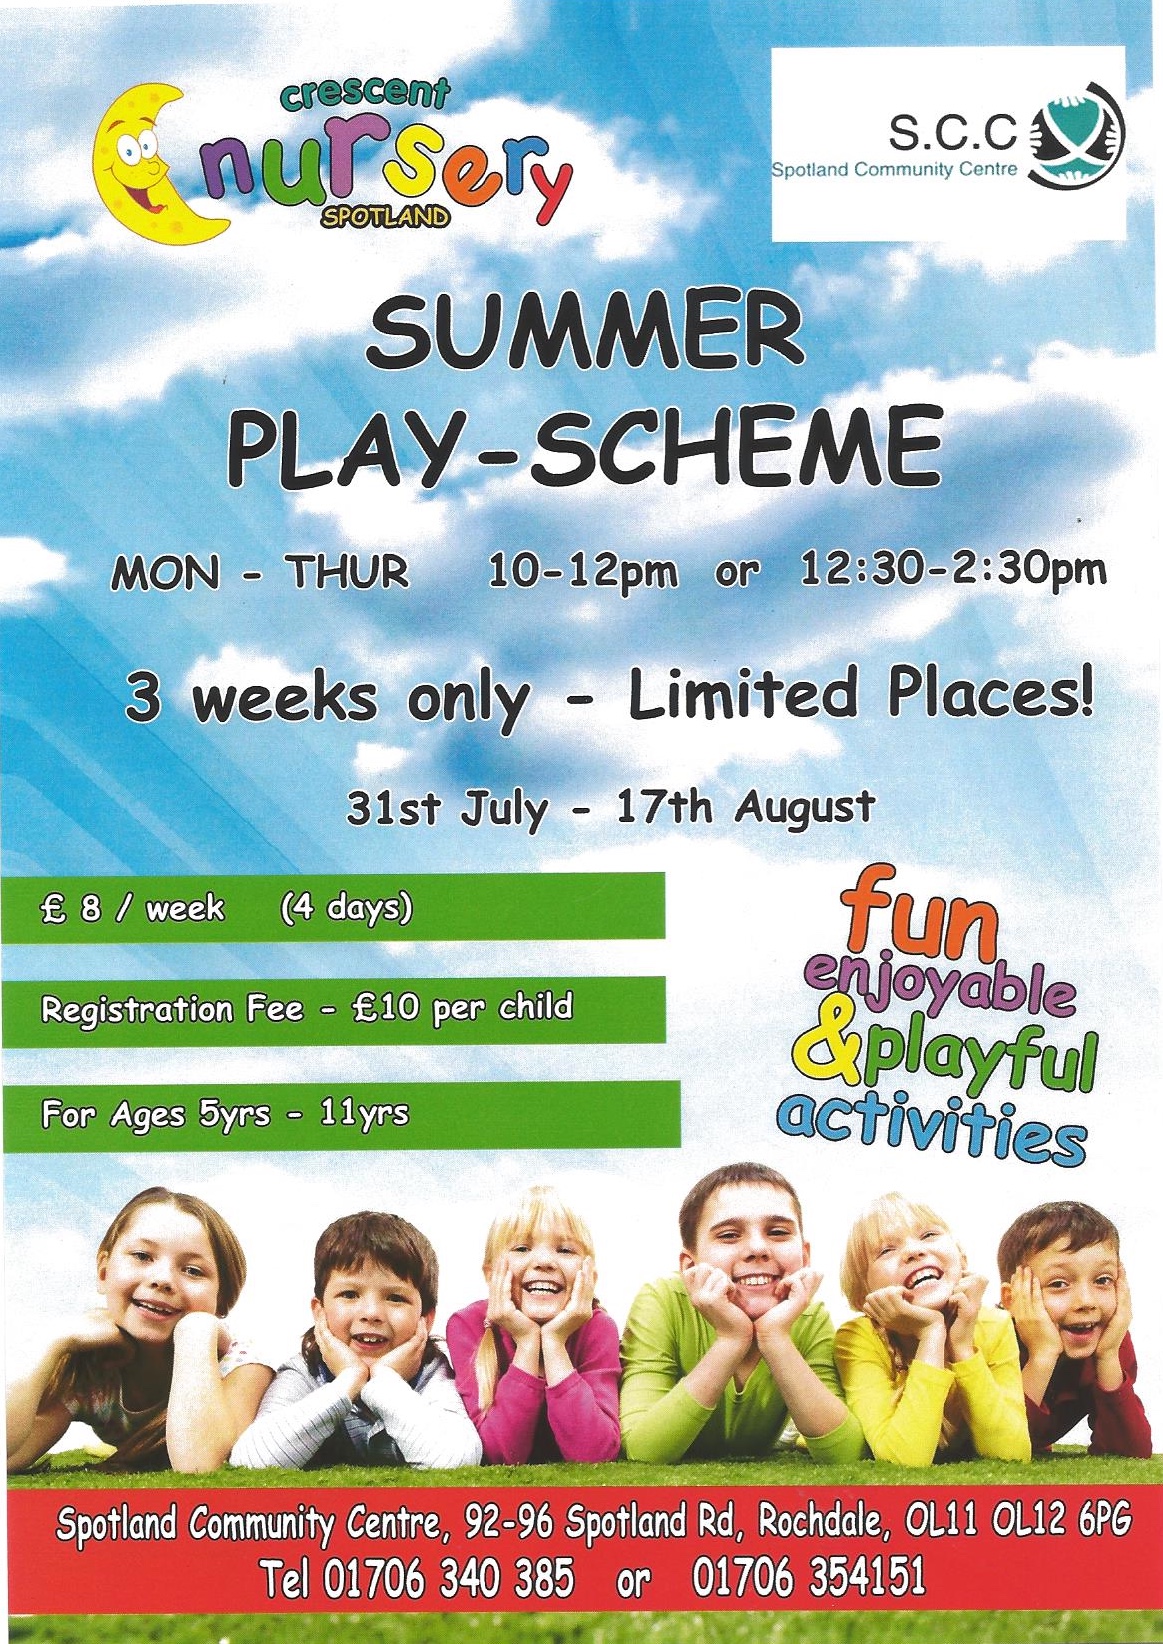 crescent
nursery
SPOTLAND
S.C.C
Spotland Community Centre
SUMMER
PLAY-SCHEME
MON - THUR 10-12pm or 12:30-2:30pm
3 weeks only - Limited Places!
31st July - 17th August
£ 8 / week (4 days)
Registration Fee - £10 per child
For Ages 5yrs - 11yrs
fun
enjoyable
&playful
activities
Spotland Community Centre, 92-96 Spotland Rd, Rochdale, OL11 OL12 6PG
Tel 01706 340 385 or 01706 354151